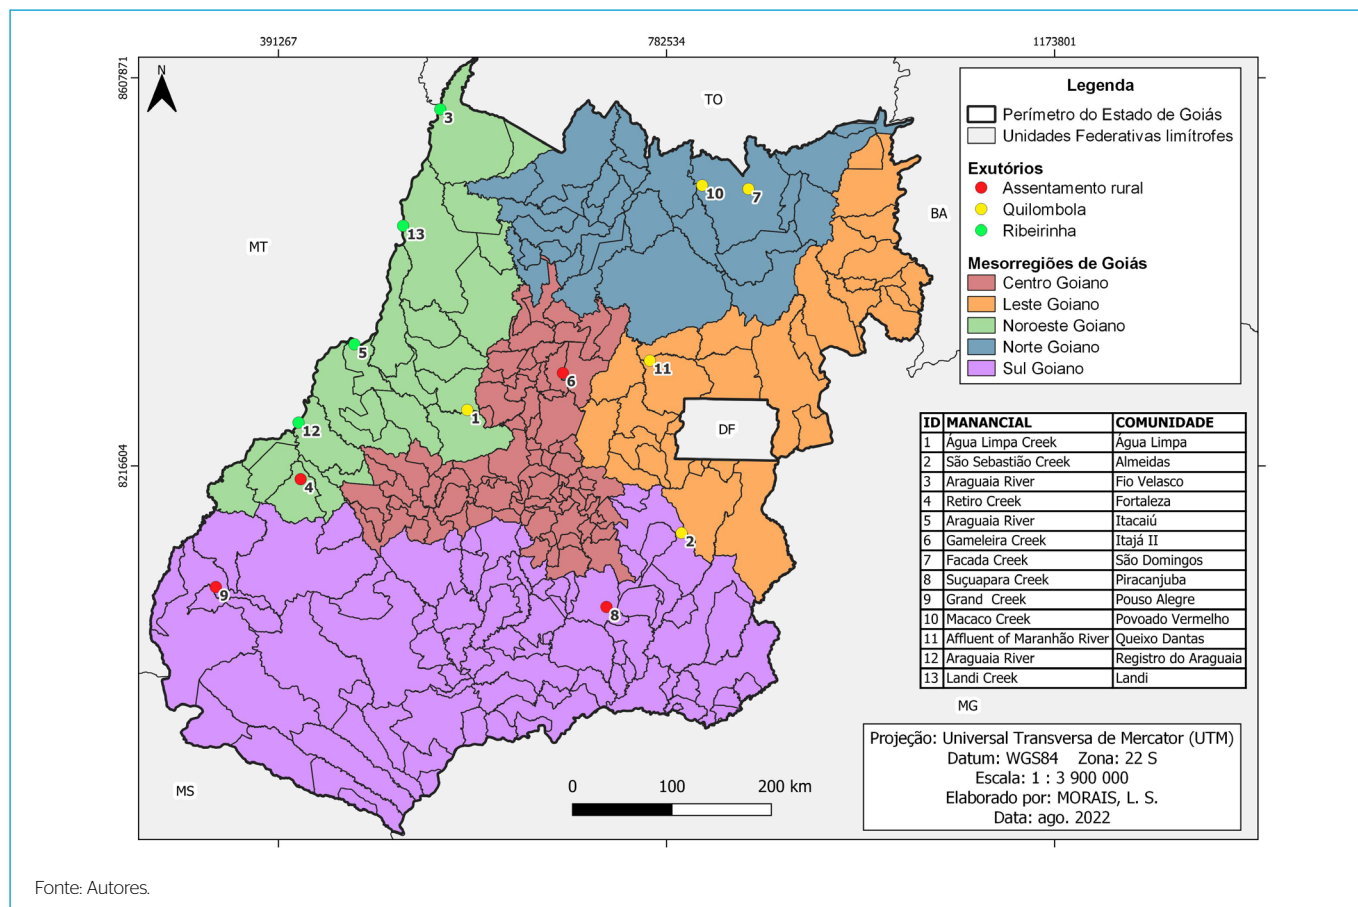 391267
782534
1173801
8607871
8216604
N
TO
MT
BA
DF
MG
MS
3
10
7
13
5
11
6
1
12
4
2
9
8
Legenda
Perímetro do Estado de Goiás
Unidades Federativas limítrofes
Exutórios
Assentamento rural
Quilombola
Ribeirinha
Mesorregiões de Goiás
Centro Goiano
Leste Goiano
Noroeste Goiano
Norte Goiano
Sul Goiano
ID MANANCIAL COMUNIDADE
1 Água Limpa Creek Água Limpa
2 São Sebastião Creek Almeidas
3 Araguaia River Fio Velasco
4 Retiro Creek Fortaleza
5 Araguaia River Itacaiú
6 Gameleira Creek Itajá II
7 Facada Creek São Domingos
8 Suçuapara Creek Piracanjuba
9 Grand Creek Pouso Alegre
10 Macaco Creek Povoado Vermelho
11 Affluent of Maranhão River Queixo Dantas
12 Araguaia River Registro do Araguaia
13 Landi Creek Landi
Projeção: Universal Transversa de Mercator (UTM)
Datum: WGS84 Zona: 22 S
Escala: 1 : 3 900 000
Elaborado por: MORAIS, L. S.
Data: ago. 2022
0 100 200 km
Fonte: Autores.